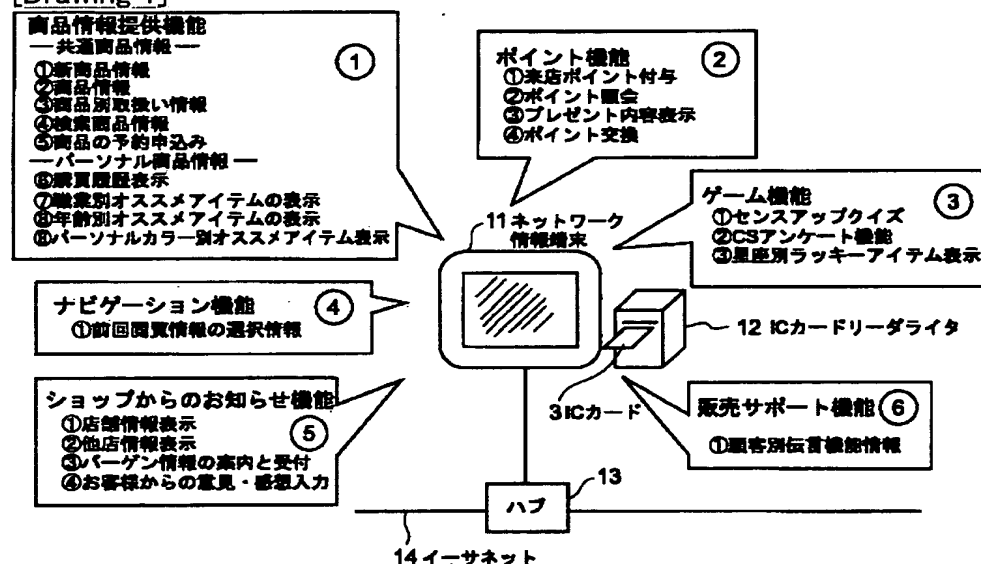 [Drawing 4]
商品情報提供機能
―共通商品情報―
①新商品情報
②商品情報
③商品別取扱い情報
④検索商品情報
⑤商品の予約申込み
―パーソナル商品情報―
⑥購買履歴表示
⑦職業別オススメアイテムの表示
⑧年齢別オススメアイテムの表示
⑧パーソナルカラー別オススメアイテム表示
①
ポイント機能
①来店ポイント付与
②ポイント照会
③プレゼント内容表示
④ポイント交換
②
ゲーム機能
①センスアップクイズ
②CSアンケート機能
③星座別ラッキーアイテム表示
③
11 ネットワーク
情報端末
ナビゲーション機能
①前回閲覧情報の選択情報
④
12 ICカードリーダライタ
3 ICカード
ショップからのお知らせ機能
①店舗情報表示
②他店情報表示
③バーゲン情報の案内と受付
④お客様からの意見・感想入力
⑤
販売サポート機能
①顧客別伝言機能情報
⑥
ハブ
13
14 イーサネット